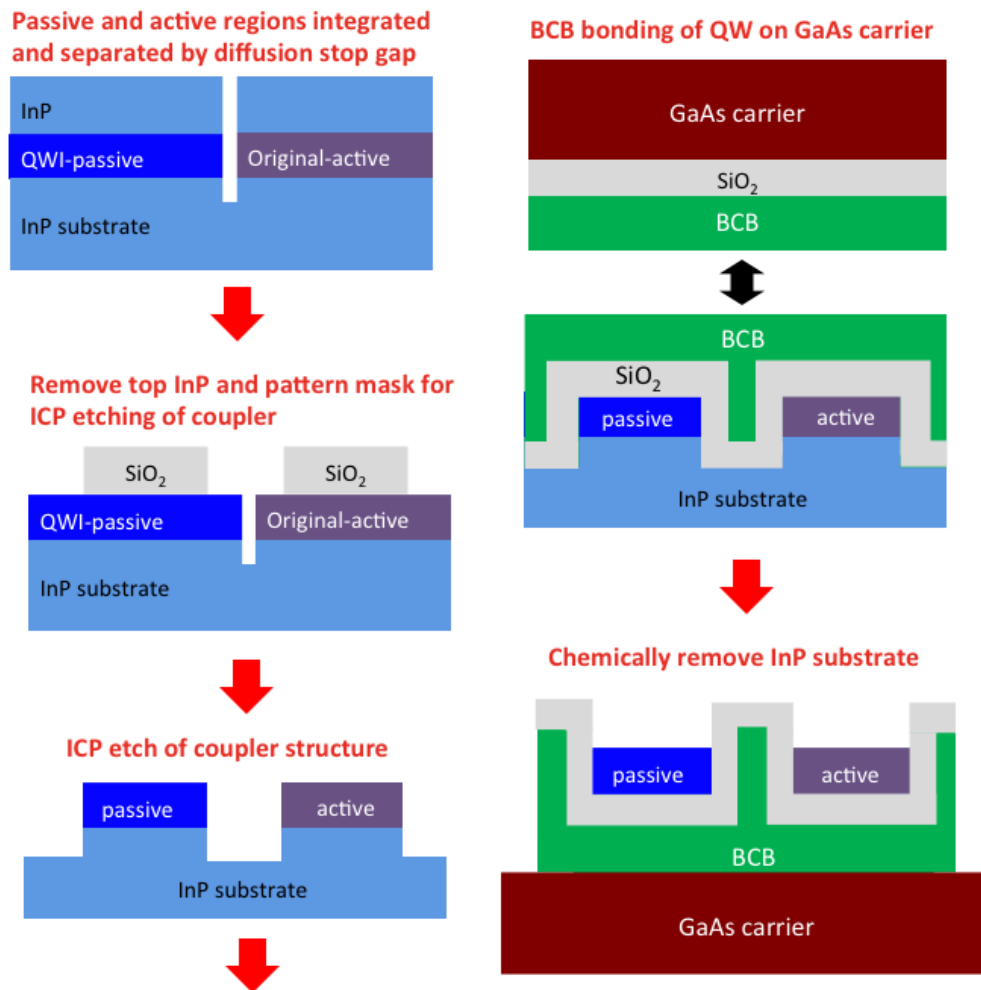 Passive and active regions integrated
and separated by diffusion stop gap
InP
QWI-passive
Original-active
InP substrate
Remove top InP and pattern mask for
ICP etching of coupler
SiO₂
SiO₂
QWI-passive
Original-active
InP substrate
ICP etch of coupler structure
passive
active
InP substrate
BCB bonding of QW on GaAs carrier
GaAs carrier
SiO₂
BCB
BCB
SiO₂
passive
active
InP substrate
Chemically remove InP substrate
passive
active
BCB
GaAs carrier